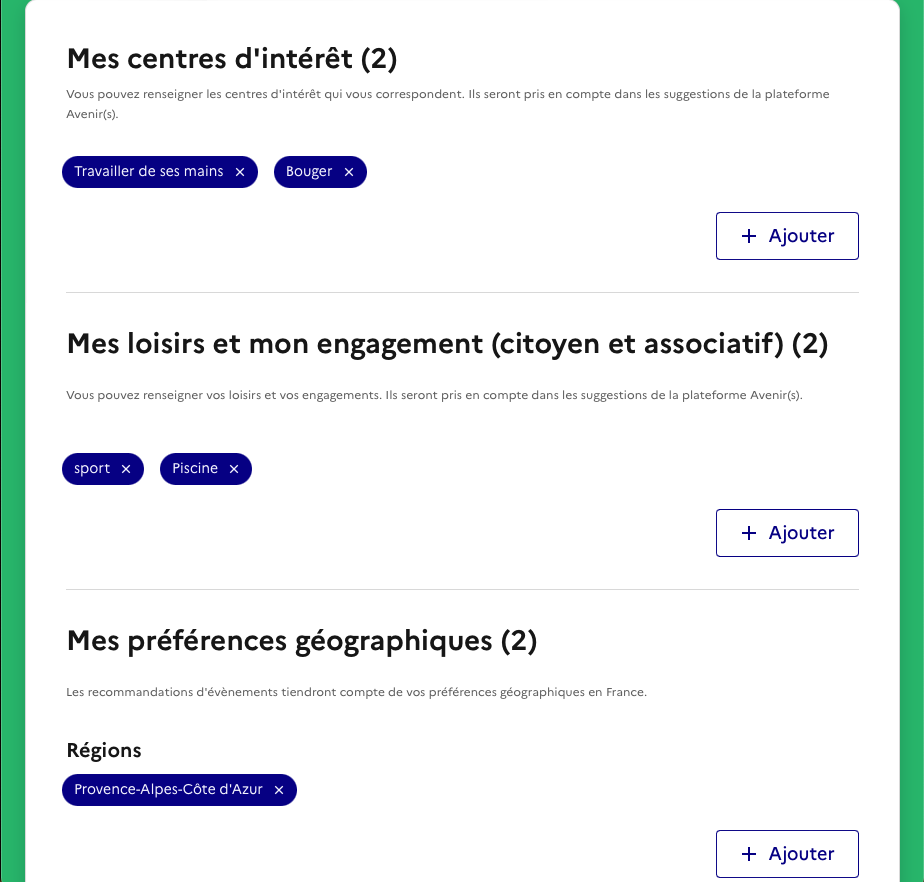 Mes centres d'intérêt (2)
Vous pouvez renseigner les centres d'intérêt qui vous correspondent. Ils seront pris en compte dans les suggestions de la plateforme
Avenir(s).
Travailler de ses mains × Bouger ×
+ Ajouter
Mes loisirs et mon engagement (citoyen et associatif) (2)
Vous pouvez renseigner vos loisirs et vos engagements. Ils seront pris en compte dans les suggestions de la plateforme Avenir(s).
sport × Piscine ×
+ Ajouter
Mes préférences géographiques (2)
Les recommandations d'évènements tiendront compte de vos préférences géographiques en France.
Régions
Provence-Alpes-Côte d'Azur ×
+ Ajouter